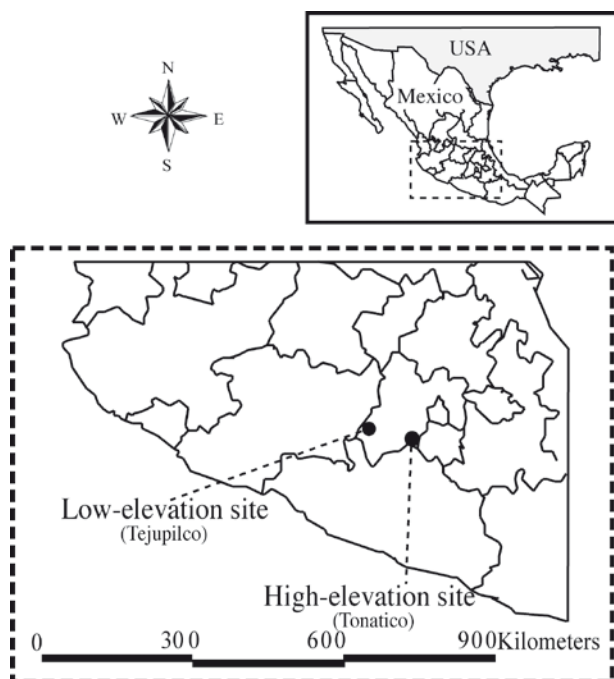 N
W E
S
USA
Mexico
Low-elevation site
(Tejupilco)
High-elevation site
(Tonatico)
0 300 600 900Kilometers